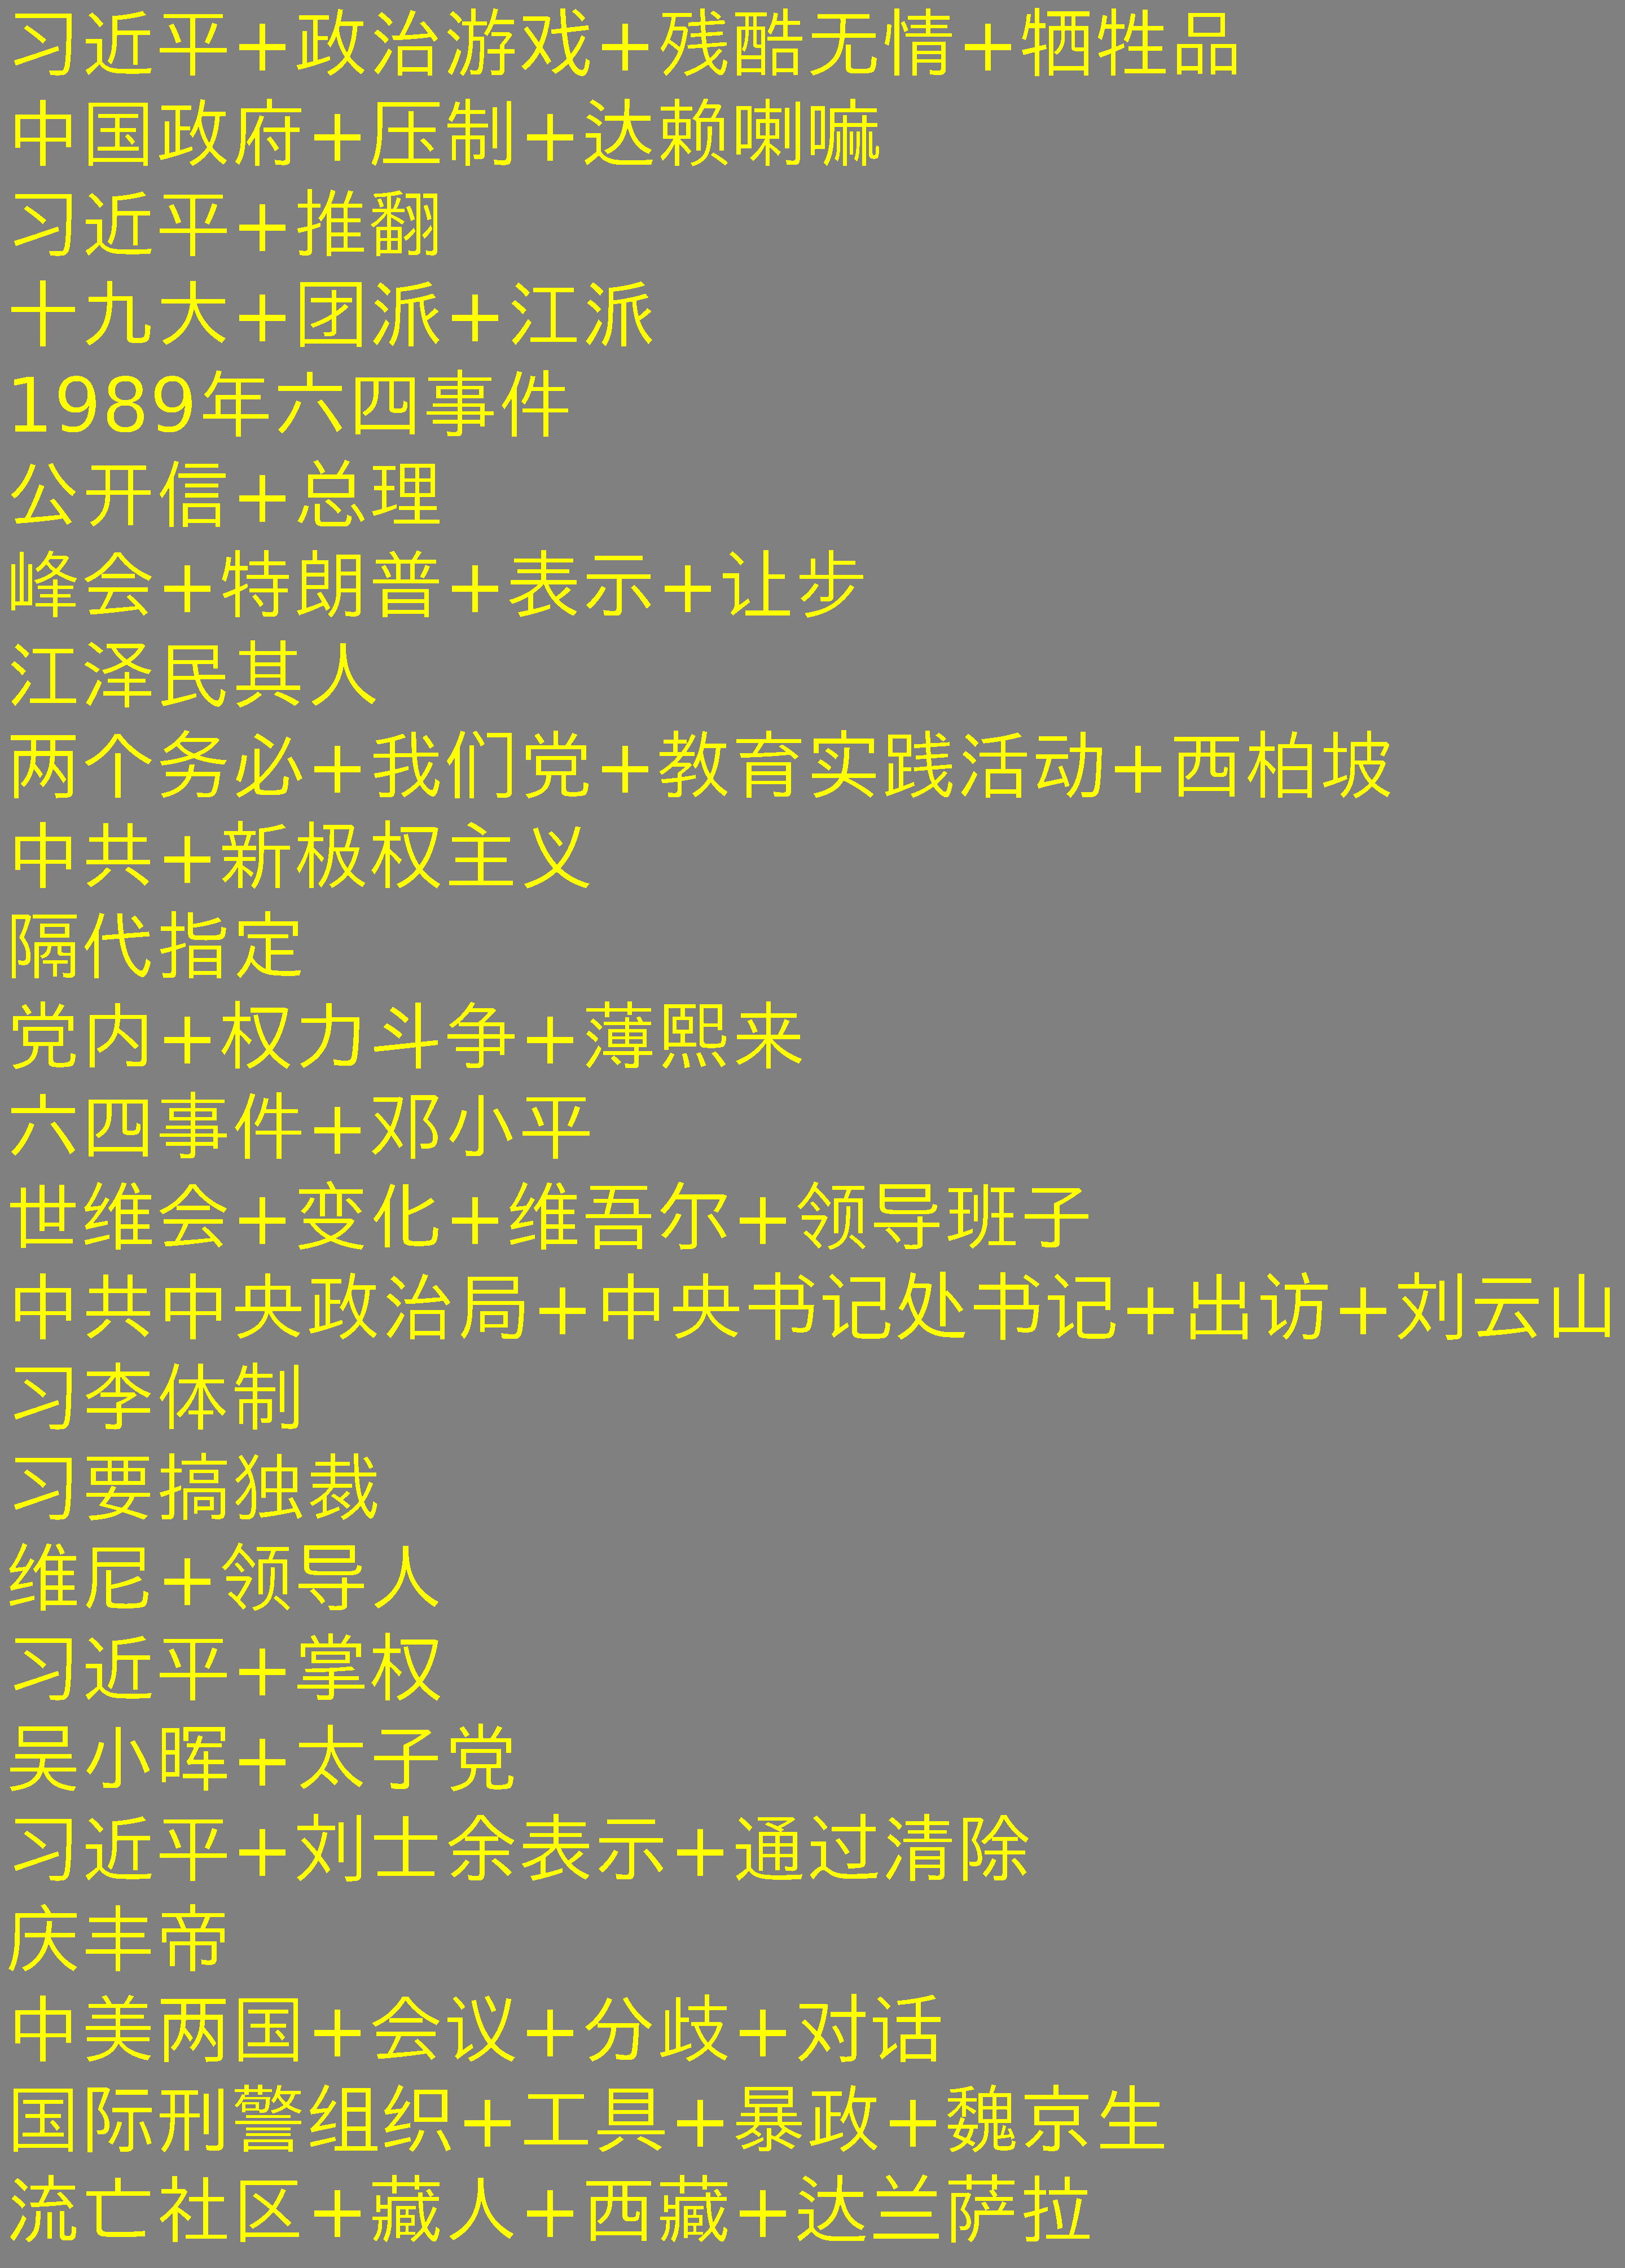 习近平+政治游戏+残酷无情+牺牲品
中国政府+压制+达赖喇嘛
习近平+推翻
十九大+团派+江派
1989年六四事件
公开信+总理
峰会+特朗普+表示+让步
江泽民其人
两个务必+我们党+教育实践活动+西柏坡
中共+新极权主义
隔代指定
党内+权力斗争+薄熙来
六四事件+邓小平
世维会+变化+维吾尔+领导班子
中共中央政治局+中央书记处书记+出访+刘云山
习李体制
习要搞独裁
维尼+领导人
习近平+掌权
吴小晖+太子党
习近平+刘士余表示+通过清除
庆丰帝
中美两国+会议+分歧+对话
国际刑警组织+工具+暴政+魏京生
流亡社区+藏人+西藏+达兰萨拉